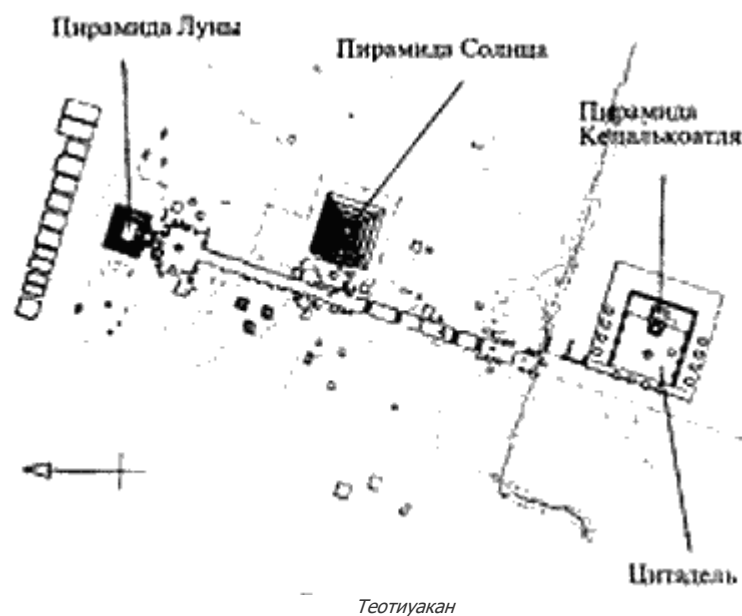 Пирамида Луны
Пирамида Солнца
Пирамида
Кецалькоатля
Цитадель
Теотиуакан